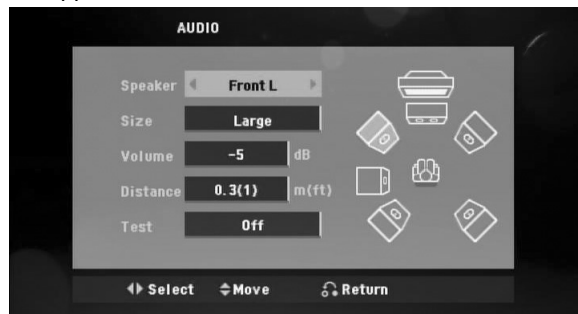 AUDIO
Speaker Front L
Size Large
Volume -5 dB
Distance 0.3(1) m(ft)
Test Off
Select Move Return